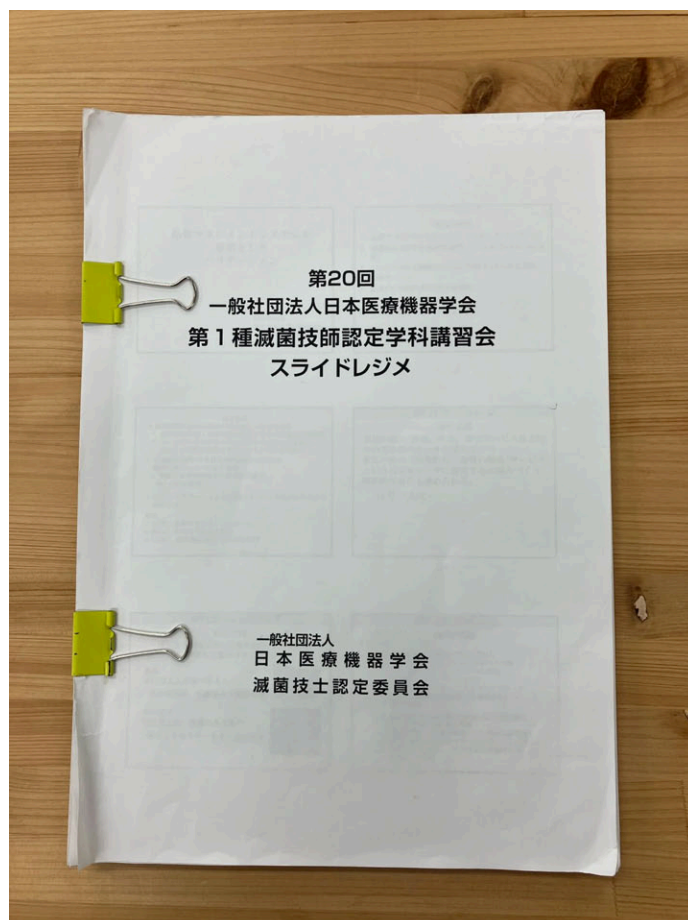 第20回
一般社団法人日本医療機器学会
第1種滅菌技師認定学科講習会
スライドレジメ
一般社団法人
日本医療機器学会
滅菌技士認定委員会